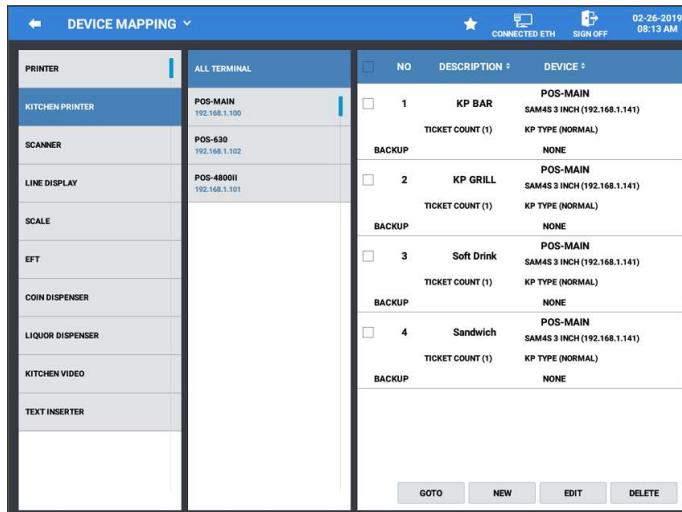 DEVICE MAPPING
CONNECTED ETH
SIGN OFF
02-26-2019
08:13 AM
PRINTER
KITCHEN PRINTER
SCANNER
LINE DISPLAY
SCALE
EFT
COIN DISPENSER
LIQUOR DISPENSER
KITCHEN VIDEO
TEXT INSERTER
ALL TERMINAL
POS-MAIN
192.168.1.100
POS-630
192.168.1.102
POS-4800II
192.168.1.101
NO DESCRIPTION DEVICE
1 KP BAR POS-MAIN
SAM4S 3 INCH (192.168.1.141)
TICKET COUNT (1) KP TYPE (NORMAL)
BACKUP NONE
2 KP GRILL POS-MAIN
SAM4S 3 INCH (192.168.1.141)
TICKET COUNT (1) KP TYPE (NORMAL)
BACKUP NONE
3 Soft Drink POS-MAIN
SAM4S 3 INCH (192.168.1.141)
TICKET COUNT (1) KP TYPE (NORMAL)
BACKUP NONE
4 Sandwich POS-MAIN
SAM4S 3 INCH (192.168.1.141)
TICKET COUNT (1) KP TYPE (NORMAL)
BACKUP NONE
GOTO NEW EDIT DELETE